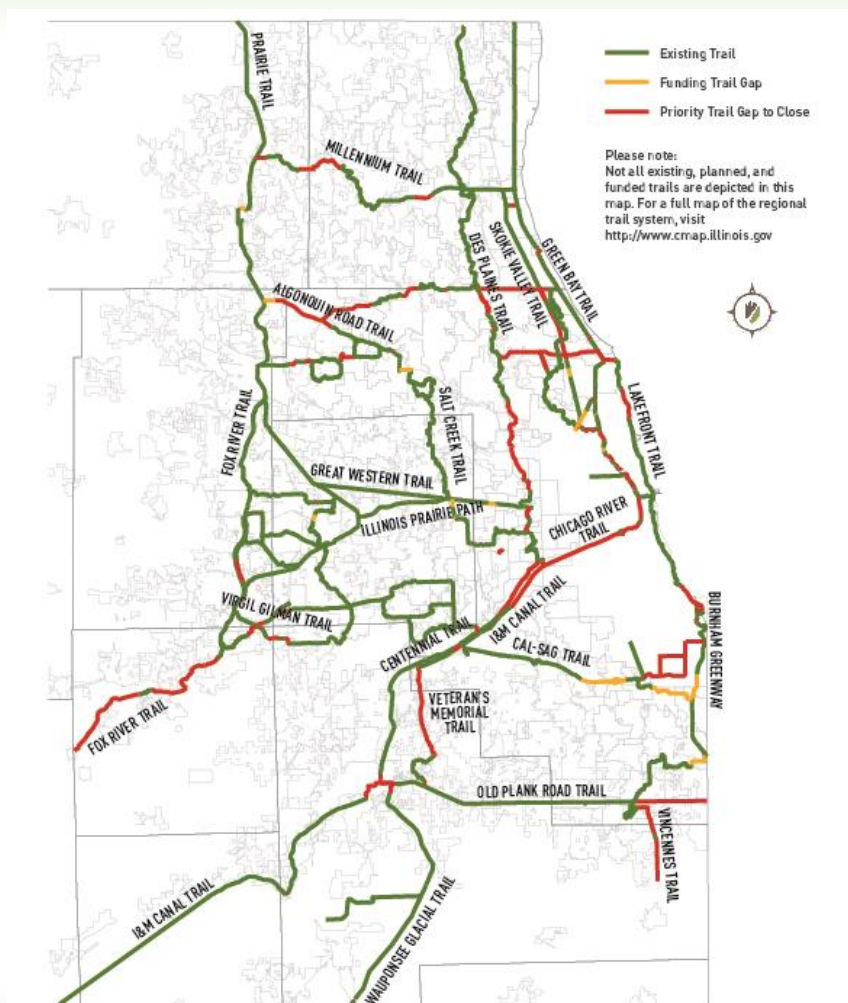 Existing Trail
Funding Trail Gap
Priority Trail Gap to Close
Please note:
Not all existing, planned, and
funded trails are depicted in this
map. For a full map of the regional
trail system, visit
http://www.cmap.illinois.gov
PRAIRIE TRAIL
MILLENNIUM TRAIL
DES PLAINES TRAIL
SKOKIE VALLEY TRAIL
GREEN BAY TRAIL
ALGONQUIN ROAD TRAIL
FOX RIVER TRAIL
SALT CREEK TRAIL
LAKEFRONT TRAIL
GREAT WESTERN TRAIL
ILLINOIS PRAIRIE PATH
CHICAGO RIVER
TRAIL
VIRGIL GILMAN TRAIL
CENTENNIAL TRAIL
I&M CANAL TRAIL
CAL-SAG TRAIL
BURNHAM GREENWAY
FOX RIVER TRAIL
VETERAN'S
MEMORIAL
TRAIL
OLD PLANK ROAD TRAIL
VINCENNES TRAIL
I&M CANAL TRAIL
WAUPONSEE GLACIAL TRAIL